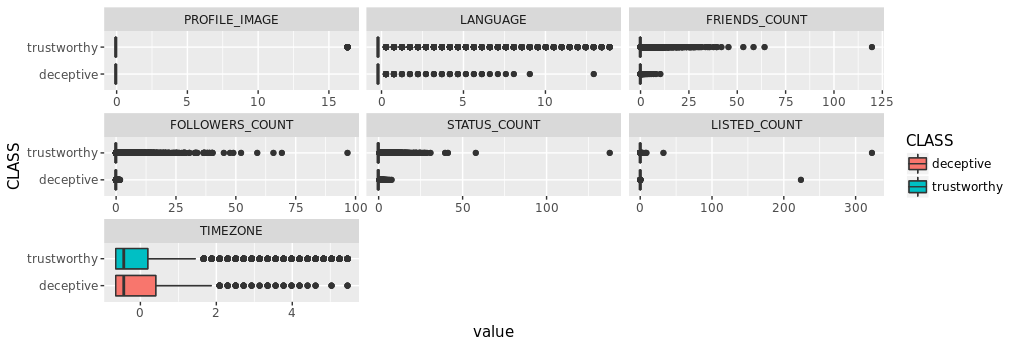 PROFILE_IMAGE LANGUAGE FRIENDS_COUNT
trustworthy
deceptive
0 5 10 15 0 5 10 0 25 50 75 100 125
FOLLOWERS_COUNT STATUS_COUNT LISTED_COUNT
trustworthy
deceptive
0 25 50 75 100 0 50 100 0 100 200 300
TIMEZONE
trustworthy
deceptive
0 2 4
value
CLASS
CLASS
deceptive
trustworthy